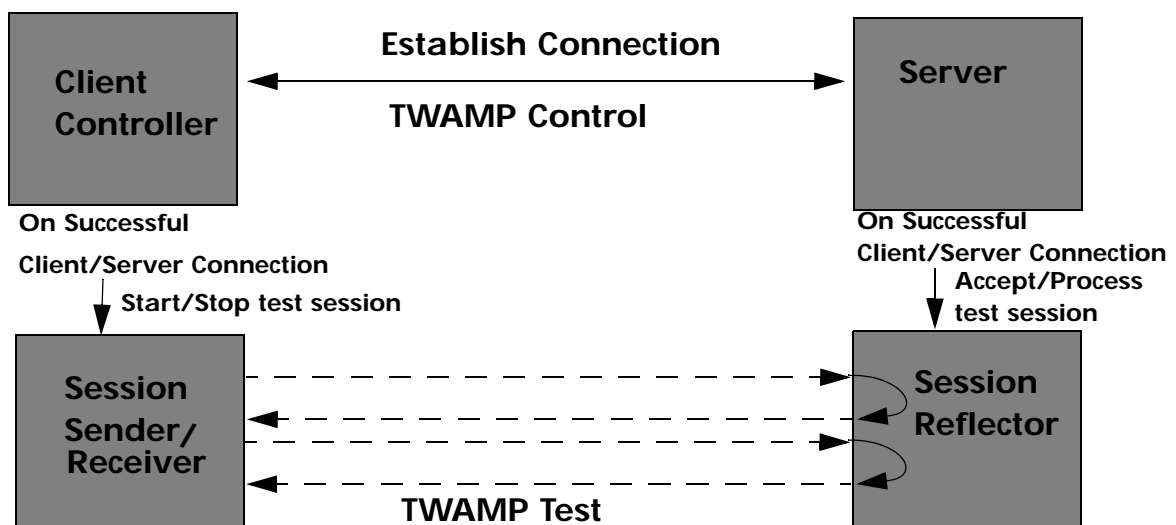 Establish Connection
Client
Controller
Server
TWAMP Control
On Successful
Client/Server Connection
Start/Stop test session
On Successful
Client/Server Connection
Accept/Process
test session
Session
Sender/
Receiver
Session
Reflector
TWAMP Test